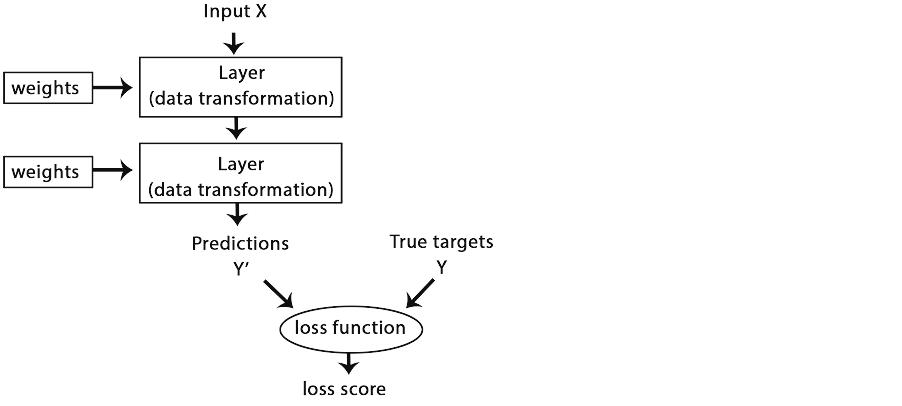 Input X
Layer
(data transformation)
weights
Layer
(data transformation)
weights
Predictions
Y’
True targets
Y
loss function
loss score